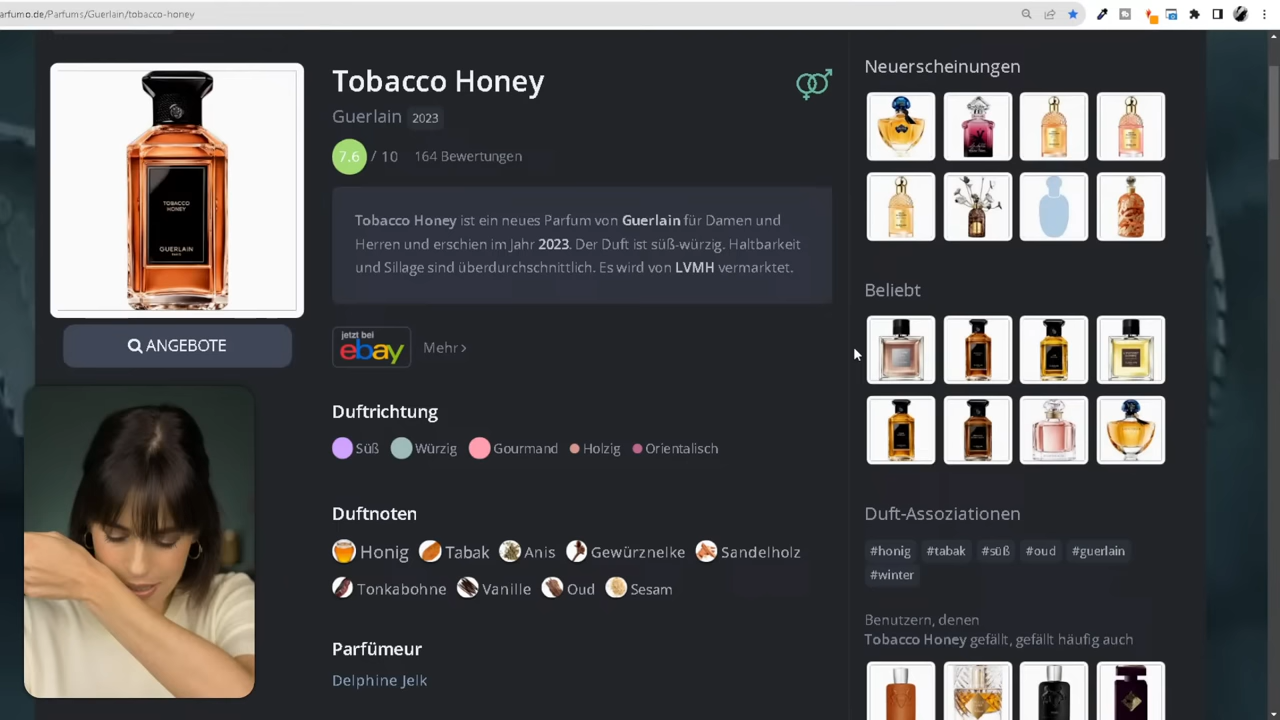 arfumo.de/Parfums/Guerlain/tobacco-honey
Tobacco Honey
Guerlain 2023
7.6 / 10 164 Bewertungen
Tobacco Honey ist ein neues Parfum von Guerlain für Damen und
Herren und erschien im Jahr 2023. Der Duft ist süß-würzig. Haltbarkeit
und Sillage sind überdurchschnittlich. Es wird von LVMH vermarktet.
TOBACCO
HONEY
GUERLAIN
PARIS
ANGEBOTE
jetzt bei
ebay
Mehr >
Duftrichtung
Süß Würzig Gourmand Holzig Orientalisch
Duftnoten
Honig Tabak Anis Gewürznelke Sandelholz
Tonkabohne Vanille Oud Sesam
Parfümeur
Delphine Jelk
Neuerscheinungen
Beliebt
Duft-Assoziationen
#honig #tabak #süß #oud #guerlain
#winter
Benutzern, denen
Tobacco Honey gefällt, gefällt häufig auch